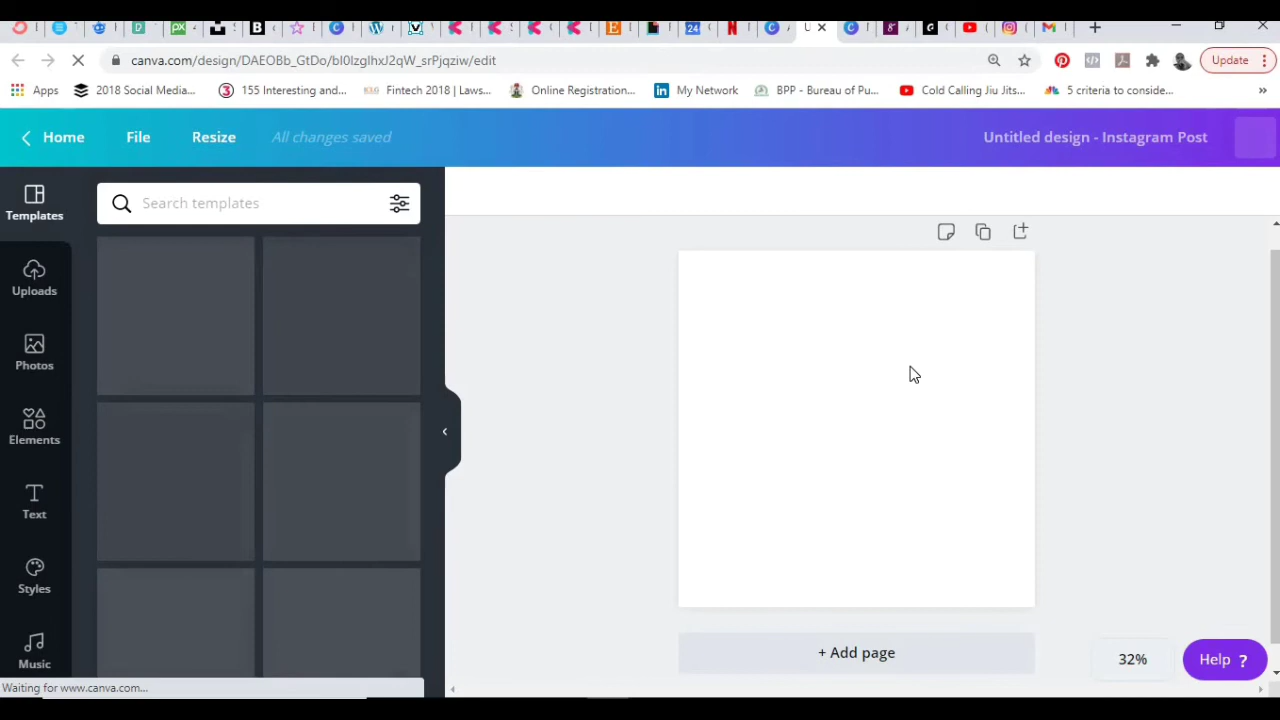 canva.com/design/DAEOBb_GtDo/bI0IzglhxJ2qW_srPjqziw/edit
Update
Apps
2018 Social Media...
155 Interesting and...
Fintech 2018 | Laws...
Online Registration...
My Network
BPP - Bureau of Pu...
Cold Calling Jiu Jits...
5 criteria to conside...
»
Home
File
Resize
All changes saved
Untitled design - Instagram Post
Templates
Search templates
Uploads
Photos
Elements
Text
Styles
Music
+ Add page
32%
Help ?
Waiting for www.canva.com...